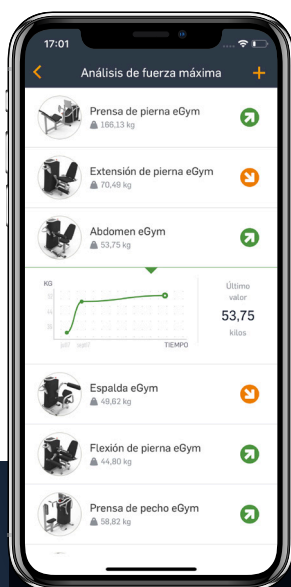 17:01
Análisis de fuerza máxima
Prensa de pierna eGym
166,13 kg
Extensión de pierna eGym
70,49 kg
Abdomen eGym
53,75 kg
KG
Último
valor
53,75
kilos
TIEMPO
Espalda eGym
49,62 kg
Flexión de pierna eGym
44,80 kg
Prensa de pecho eGym
58,82 kg